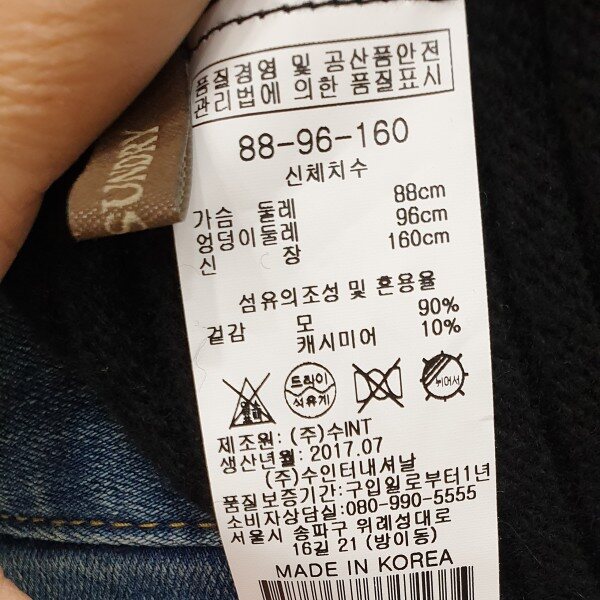 SUNDRY
품질경영 및 공산품안전
관리법에 의한 품질표시
88-96-160
신체치수
가슴 둘레 88cm
엉덩이둘레 96cm
신 장 160cm
섬유의조성 및 혼용율
겉감 모 90%
캐시미어 10%
드라이
석유계
뉘어서
제조원: (주)수INT
생산년월: 2017.07
(주)수인터내셔날
품질보증기간: 구입일로부터1년
소비자상담실: 080-990-5555
서울시 송파구 위례성대로
16길 21 (방이동)
MADE IN KOREA